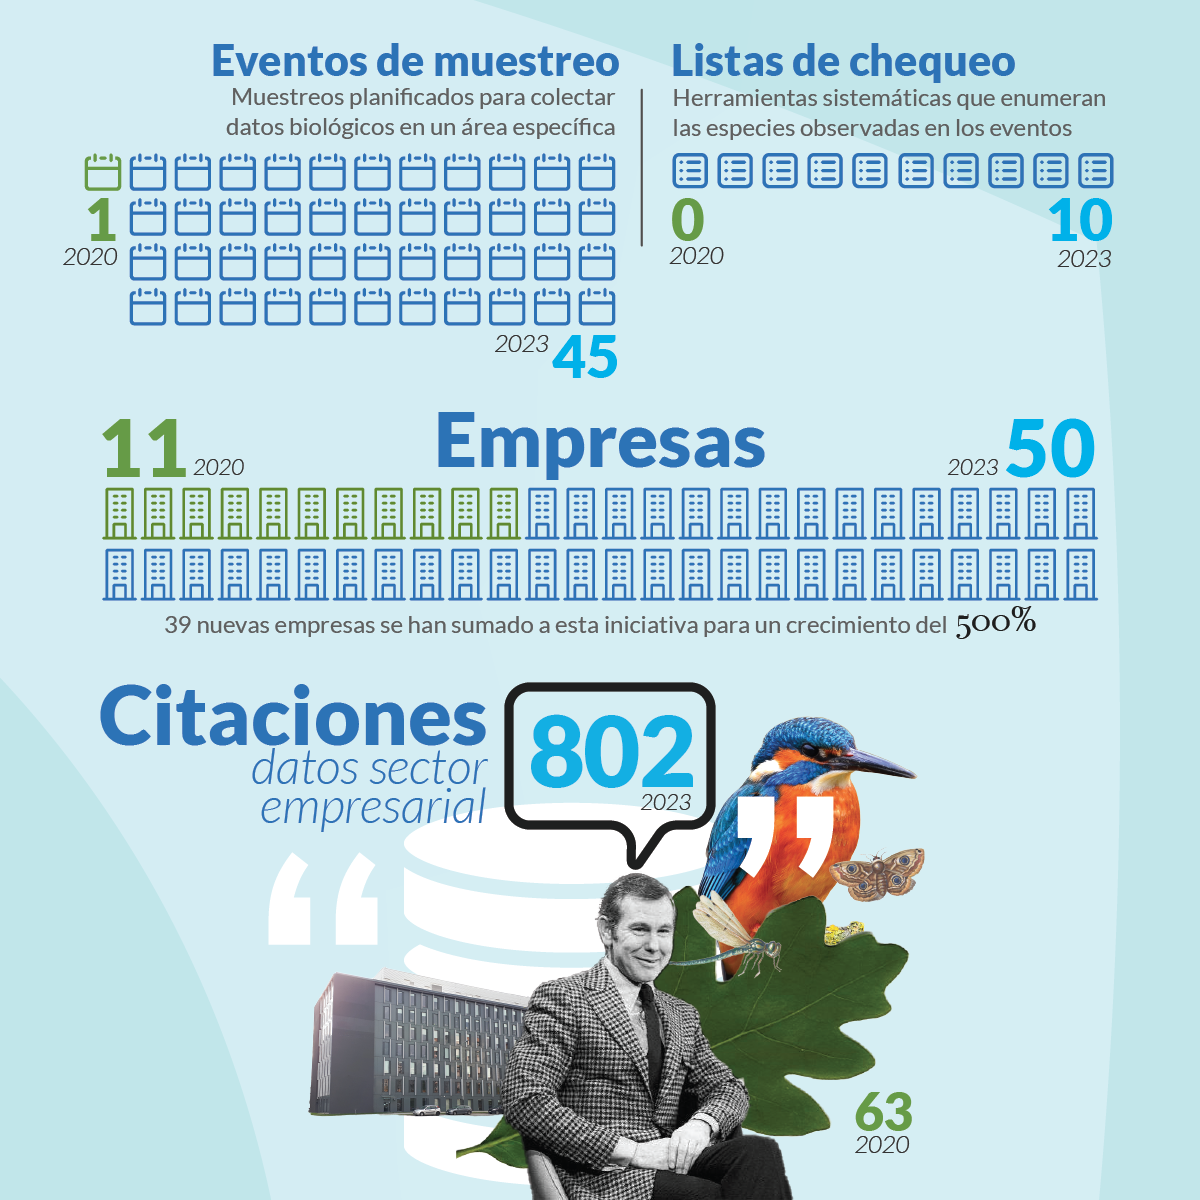 Eventos de muestreo
Muestreos planificados para colectar
datos biológicos en un área específica
1
2020
2023 45
Listas de chequeo
Herramientas sistemáticas que enumeran
las especies observadas en los eventos
0
2020
10
2023
11 2020
Empresas
2023 50
39 nuevas empresas se han sumado a esta iniciativa para un crecimiento del 500%
Citaciones
datos sector
empresarial
802
2023
“
”
63
2020